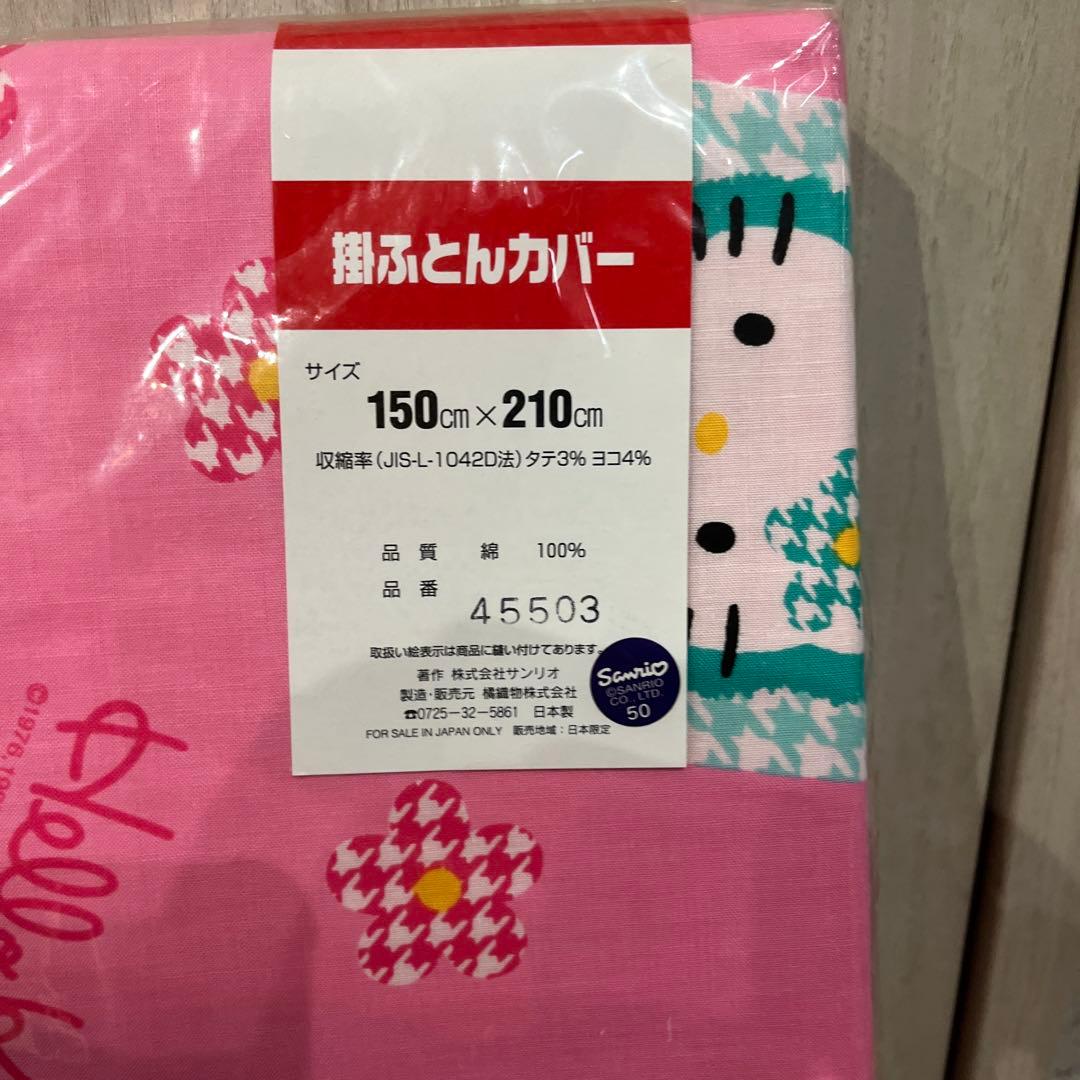 掛ふとんカバー
サイズ
150cm×210cm
収縮率(JIS-L-1042D法)タテ3% ヨコ4%
品質 綿 100%
品番 45503
取扱い絵表示は商品に縫い付けてあります。
著作 株式会社サンリオ
製造・販売元 橘織物株式会社
☎0725-32-5861 日本製
FOR SALE IN JAPAN ONLY 販売地域:日本限定
Sanrio
©SANRIO
CO., LTD.
50
©1976,
Hello